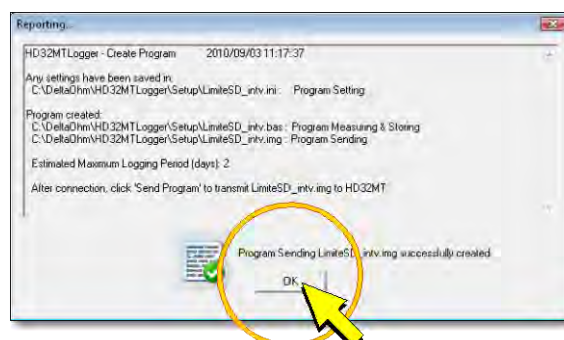 Reporting...
HD32MTLogger - Create Program 2010/09/03 11:17:37
Any settings have been saved in:
C:\DeltaOhm\HD32MTLogger\Setup\LimiteSD_intv.ini : Program Setting
Program created:
C:\DeltaOhm\HD32MTLogger\Setup\LimiteSD_intv.bas : Program Measuring & Storing
C:\DeltaOhm\HD32MTLogger\Setup\LimiteSD_intv.img : Program Sending
Estimated Maximum Logging Period (days): 2
After connection, click 'Send Program' to transmit LimiteSD_intv.img to HD32MT
Program Sending LimiteSD_intv.img successfully created
OK